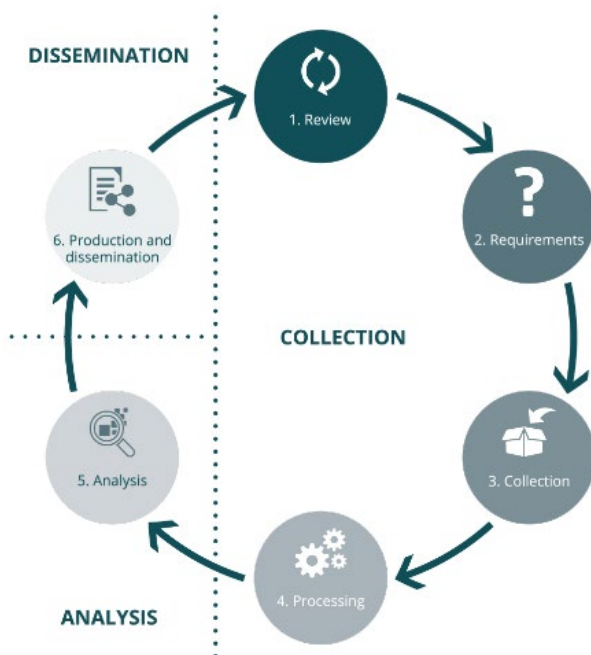 DISSEMINATION
1. Review
2. Requirements
6. Production and
dissemination
COLLECTION
3. Collection
5. Analysis
4. Processing
ANALYSIS